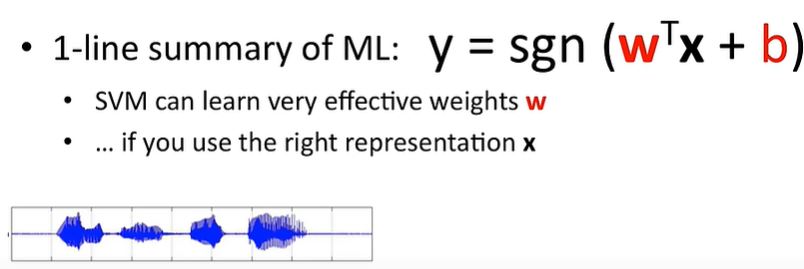 • 1-line summary of ML: y = sgn (wᵀx + b)
• SVM can learn very effective weights w
• ... if you use the right representation x